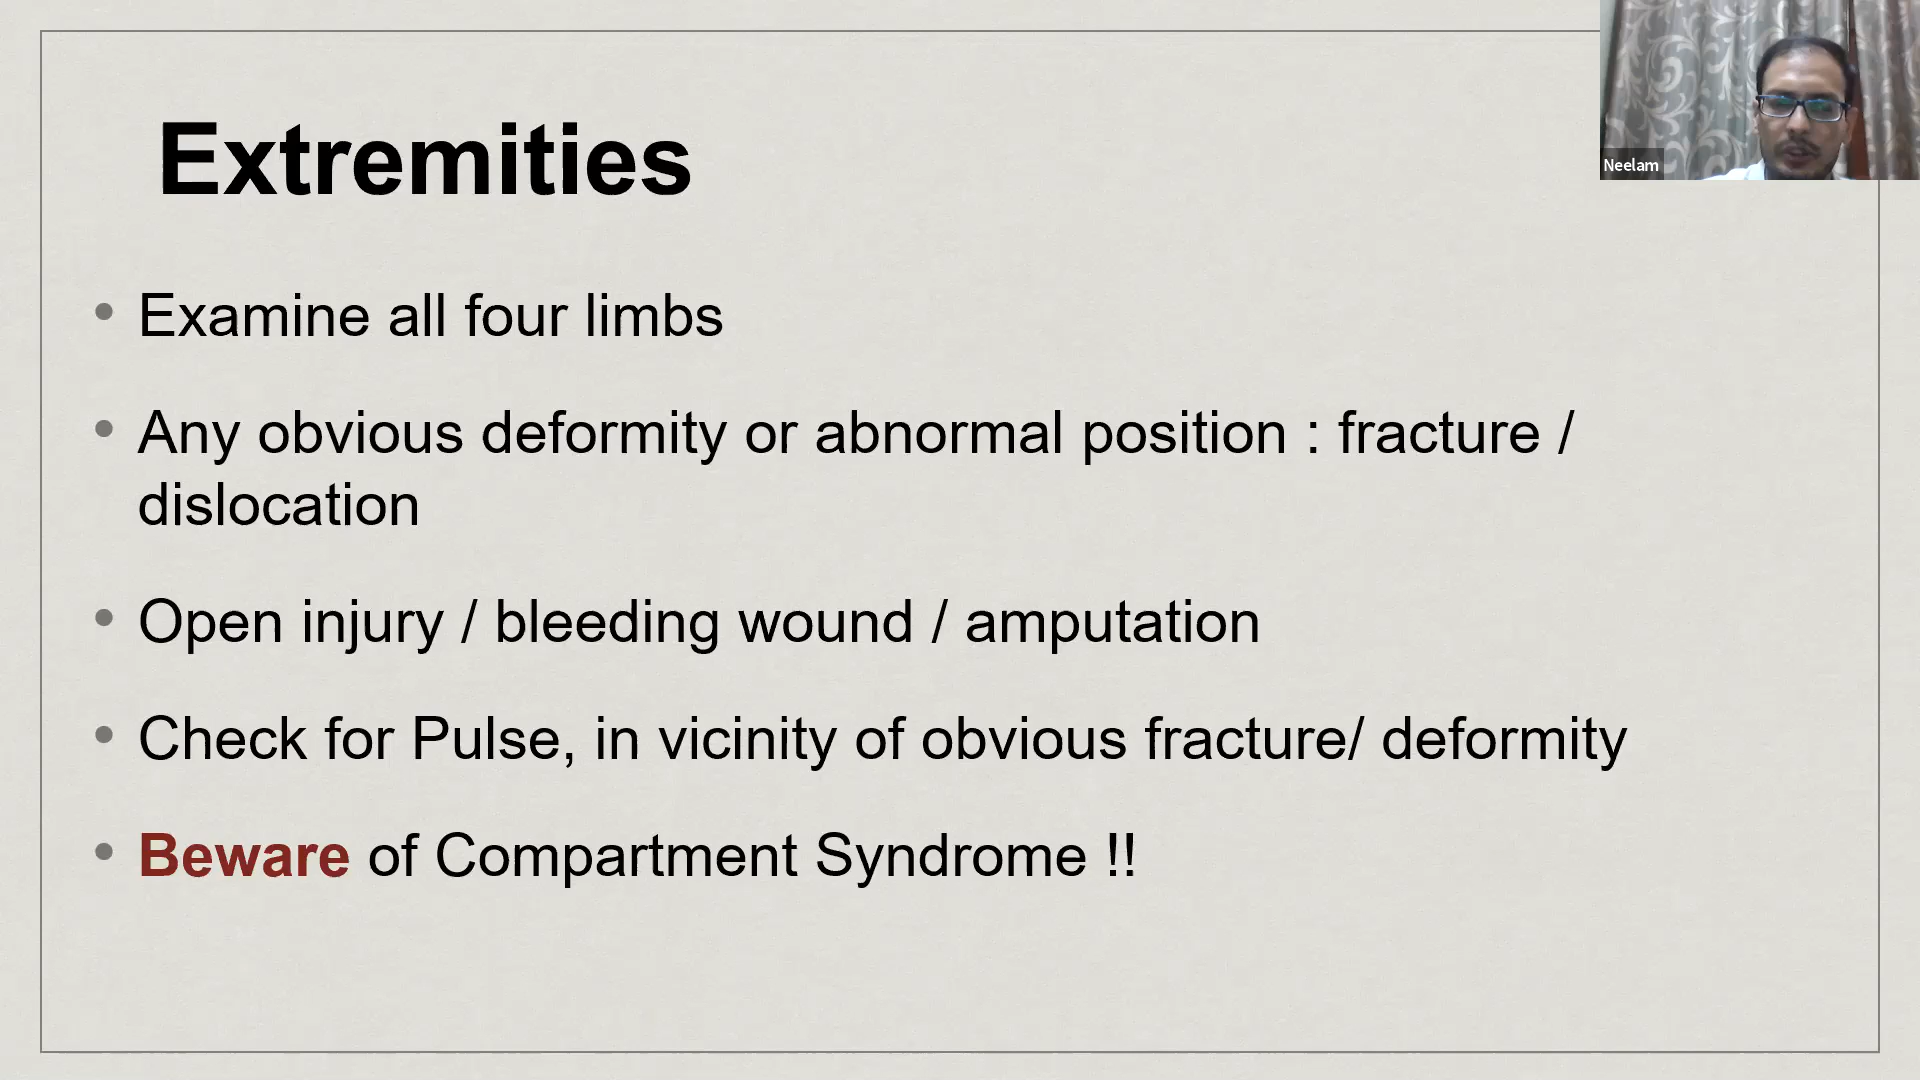 Extremities
Neelam
• Examine all four limbs
• Any obvious deformity or abnormal position : fracture /
dislocation
• Open injury / bleeding wound / amputation
• Check for Pulse, in vicinity of obvious fracture/ deformity
• Beware of Compartment Syndrome !!